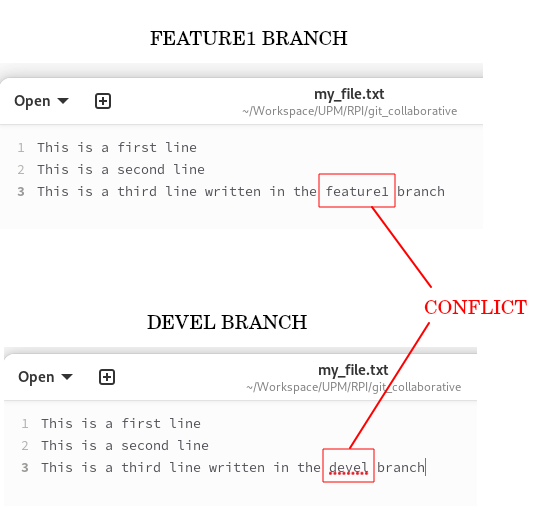 FEATURE1 BRANCH
Open
my_file.txt
~/Workspace/UPM/RPI/git_collaborative
1 This is a first line
2 This is a second line
3 This is a third line written in the feature1 branch
CONFLICT
DEVEL BRANCH
Open
my_file.txt
~/Workspace/UPM/RPI/git_collaborative
1 This is a first line
2 This is a second line
3 This is a third line written in the devel branch